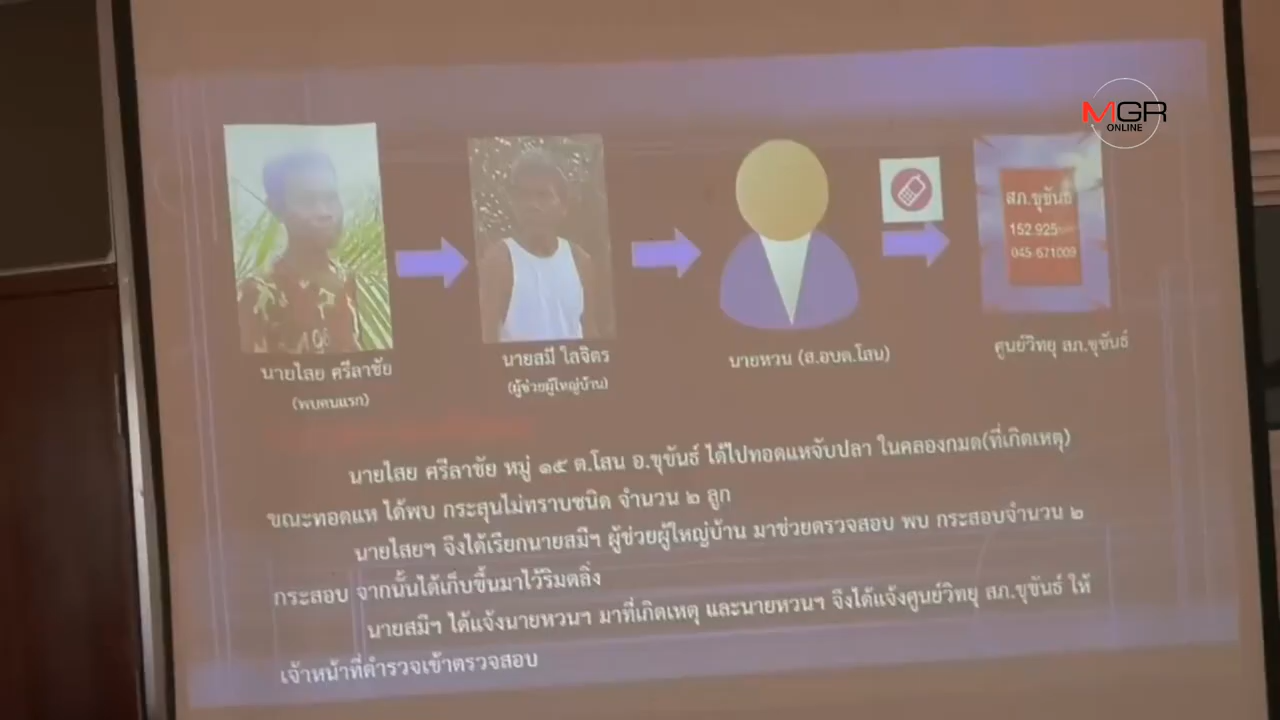 MGR
ONLINE
สภ.ขุขันธ์
152.925
045-671009
นายไสย ศรีลาชัย
(พบคนแรก)
นายสมี ใสจิตร
(ผู้ช่วยผู้ใหญ่บ้าน)
นายหวน (ส.อบต.โสน)
ศูนย์วิทยุ สภ.ขุขันธ์
นายไสย ศรีลาชัย หมู่ ๑๕ ต.โสน อ.ขุขันธ์ ได้ไปทอดแหจับปลา ในคลองกมด(ที่เกิดเหตุ)
ขณะทอดแห ได้พบ กระสุนไม่ทราบชนิด จำนวน ๒ ลูก
นายไสยฯ จึงได้เรียกนายสมีฯ ผู้ช่วยผู้ใหญ่บ้าน มาช่วยตรวจสอบ พบ กระสอบจำนวน ๒
กระสอบ จากนั้นได้เก็บขึ้นมาไว้ริมตลิ่ง
นายสมีฯ ได้แจ้งนายหวนฯ มาที่เกิดเหตุ และนายหวนฯ จึงได้แจ้งศูนย์วิทยุ สภ.ขุขันธ์ ให้
เจ้าหน้าที่ตำรวจเข้าตรวจสอบ